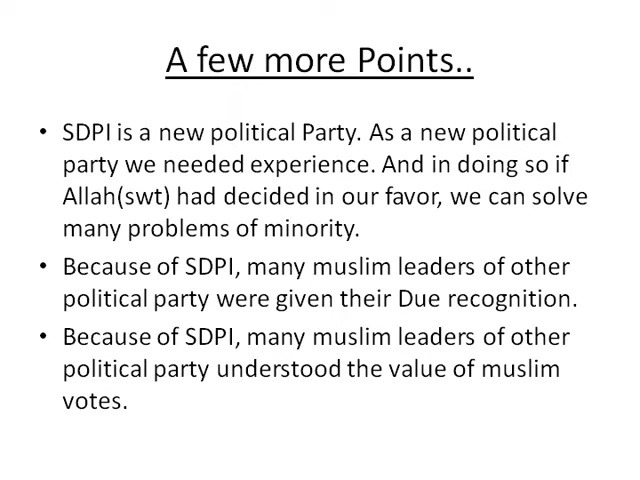 A few more Points..
• SDPI is a new political Party. As a new political
party we needed experience. And in doing so if
Allah(swt) had decided in our favor, we can solve
many problems of minority.
• Because of SDPI, many muslim leaders of other
political party were given their Due recognition.
• Because of SDPI, many muslim leaders of other
political party understood the value of muslim
votes.